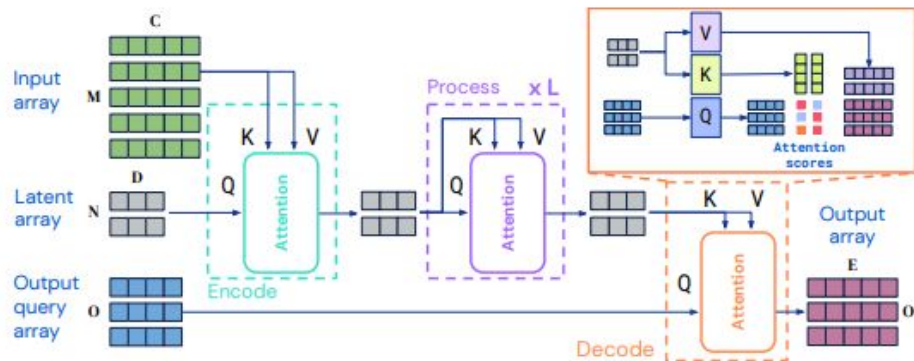 C
Input
array
M
D
Latent
array
N
Output
query
array
O
K V
Q
Attention
Encode
Process x L
K V
Q
Attention
K V
Q
Attention
Decode
V
K
Q
Attention
scores
Output
array
E
O